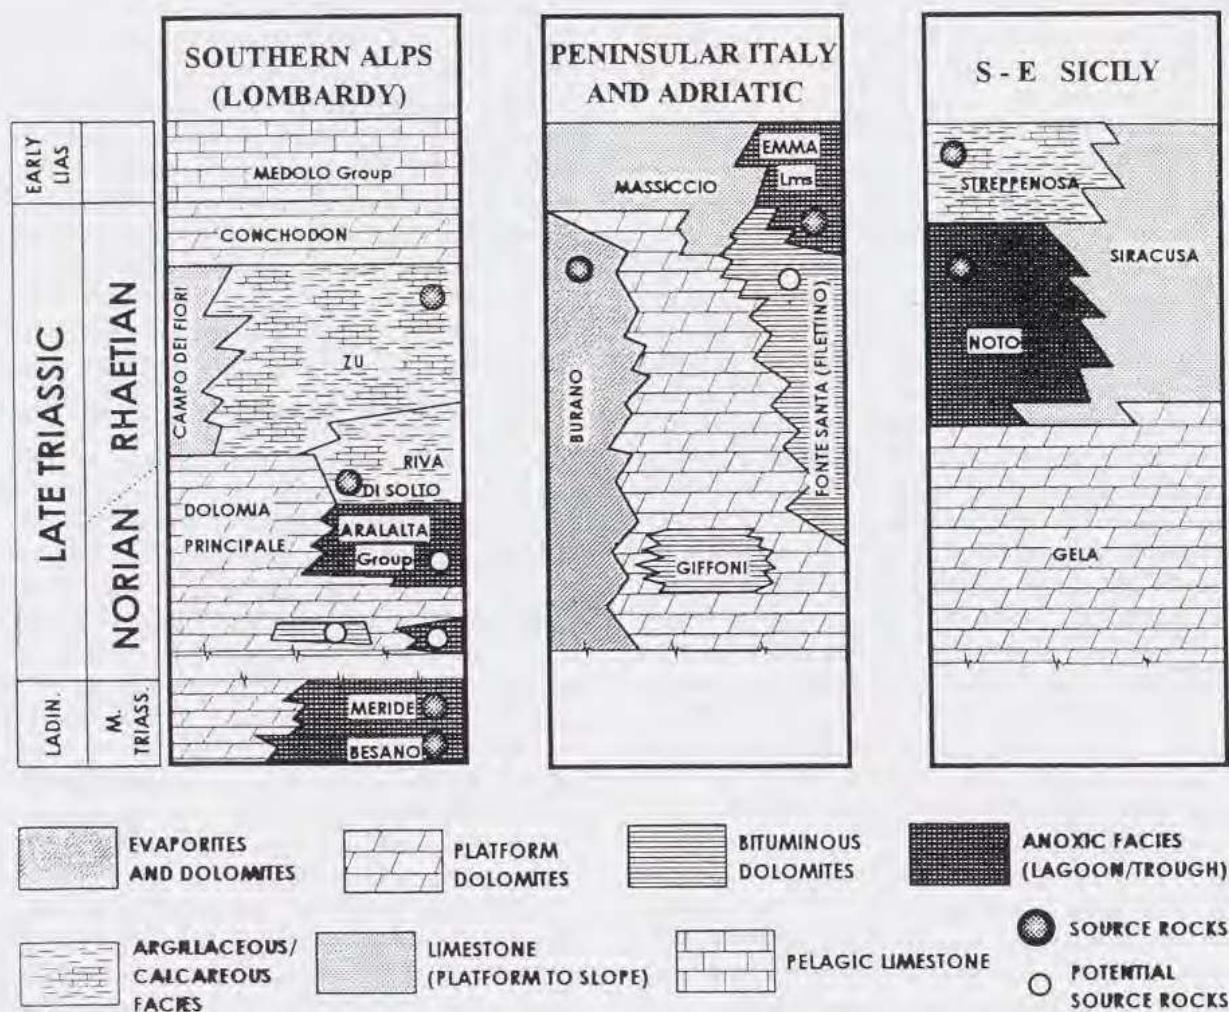 SOUTHERN ALPS
(LOMBARDY)
PENINSULAR ITALY
AND ADRIATIC
S - E SICILY
EARLY
LIAS
LATE TRIASSIC
NORIAN RHAETIAN
LADIN.
M.
TRIASS.
MEDOLO Group
CONCHODON
CAMPO DEI FIORI
ZU
RIVA
DI SOLTO
DOLOMIA
PRINCIPALE
ARALALTA
Group
MERIDE
BESANO
EMMA
Lms
MASSICCIO
BURANO
FONTE SANTA (FILETTINO)
GIFFONI
STREPPENOSA
SIRACUSA
NOTO
GELA
EVAPORITES
AND DOLOMITES
PLATFORM
DOLOMITES
BITUMINOUS
DOLOMITES
ANOXIC FACIES
(LAGOON/TROUGH)
ARGILLACEOUS/
CALCAREOUS
FACIES
LIMESTONE
(PLATFORM TO SLOPE)
PELAGIC LIMESTONE
SOURCE ROCKS
POTENTIAL
SOURCE ROCKS